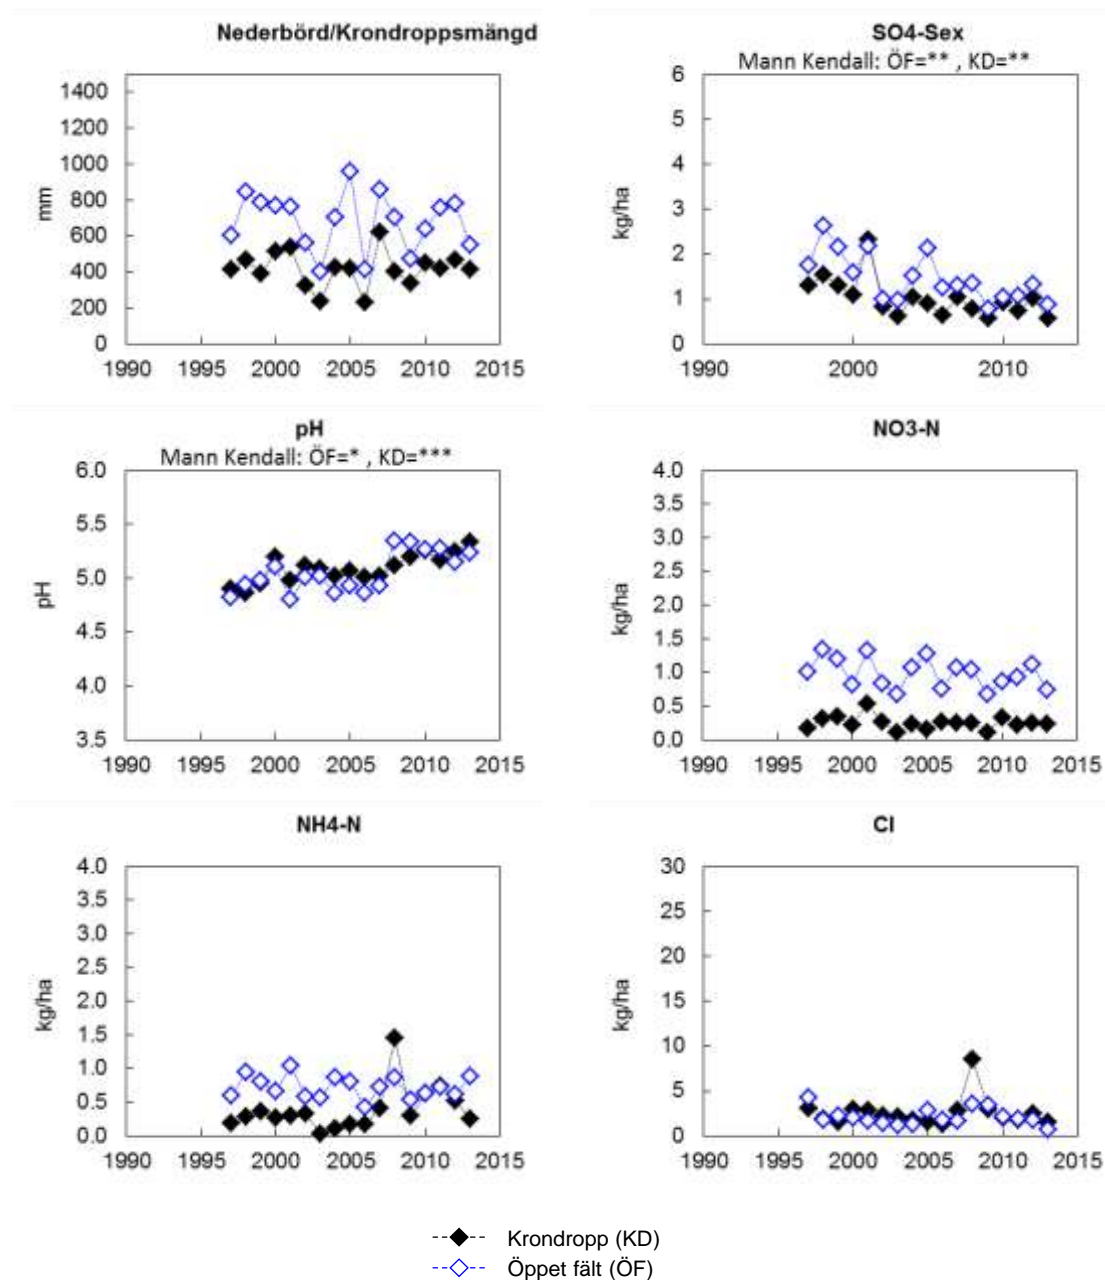 Nederbörd/Krondroppsmängd
mm
1400
1200
1000
800
600
400
200
0
1990 1995 2000 2005 2010 2015
SO4-Sex
Mann Kendall: ÖF=** , KD=**
kg/ha
6
5
4
3
2
1
0
1990 2000 2010
pH
Mann Kendall: ÖF=* , KD=***
pH
6.0
5.5
5.0
4.5
4.0
3.5
1990 1995 2000 2005 2010 2015
NO3-N
kg/ha
4.0
3.5
3.0
2.5
2.0
1.5
1.0
0.5
0.0
1990 1995 2000 2005 2010 2015
NH4-N
kg/ha
4.0
3.5
3.0
2.5
2.0
1.5
1.0
0.5
0.0
1990 1995 2000 2005 2010 2015
Cl
kg/ha
30
25
20
15
10
5
0
1990 1995 2000 2005 2010 2015
Krondropp (KD)
Öppet fält (ÖF)